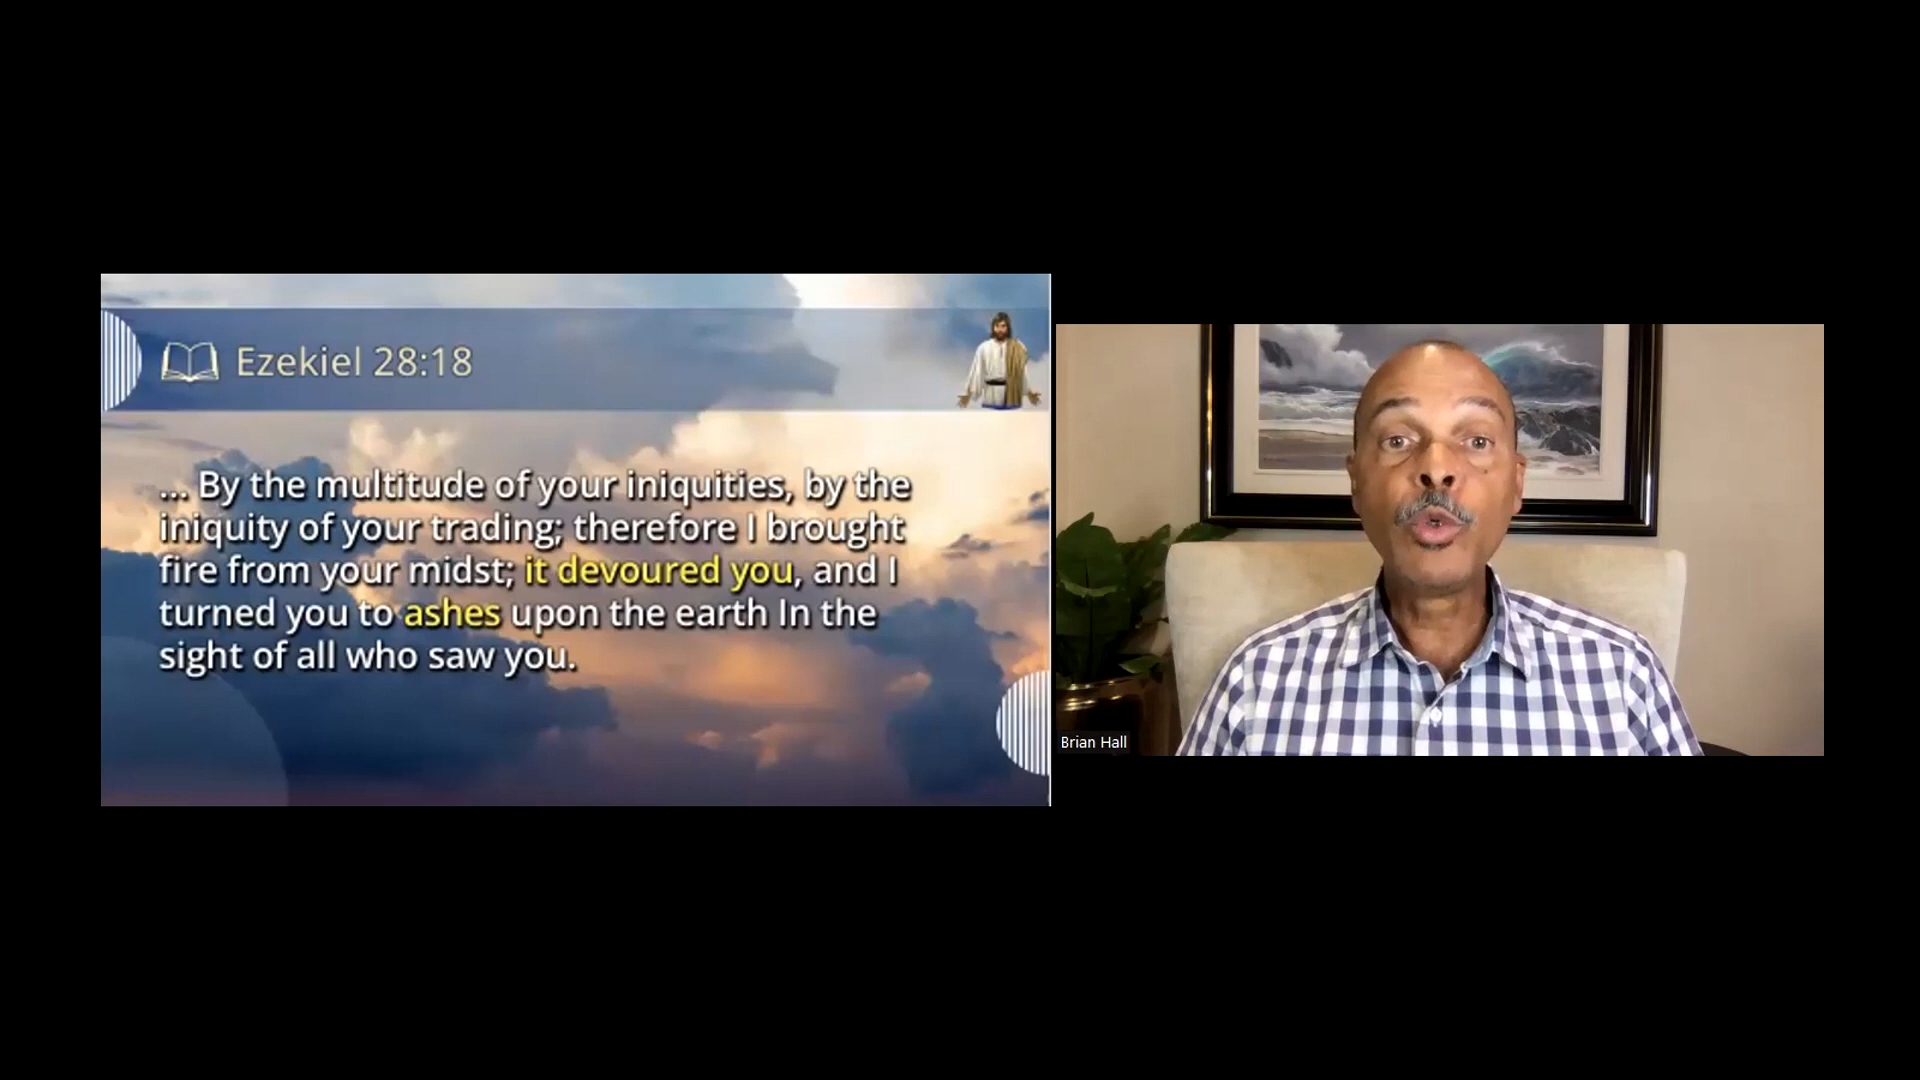 Ezekiel 28:18
... By the multitude of your iniquities, by the
iniquity of your trading; therefore I brought
fire from your midst; it devoured you, and I
turned you to ashes upon the earth In the
sight of all who saw you.
Brian Hall